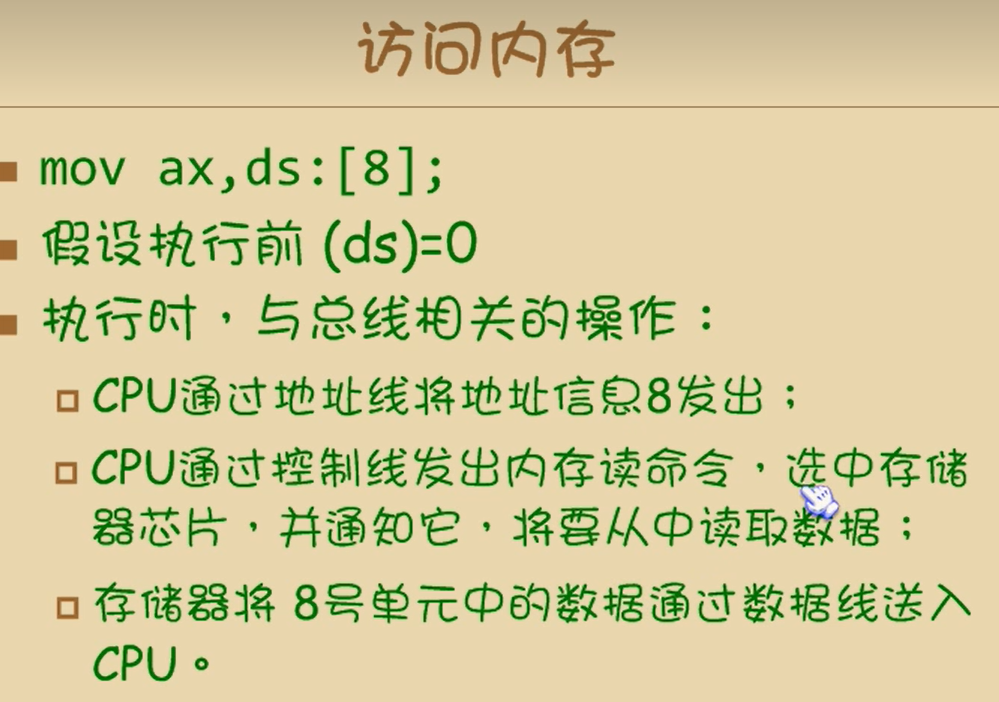 访问内存
mov ax,ds:[8];
假设执行前 (ds)=0
执行时，与总线相关的操作：
CPU通过地址线将地址信息8发出；
CPU通过控制线发出内存读命令，选中存储
器芯片，并通知它，将要从中读取数据；
存储器将 8号单元中的数据通过数据线送入
CPU。